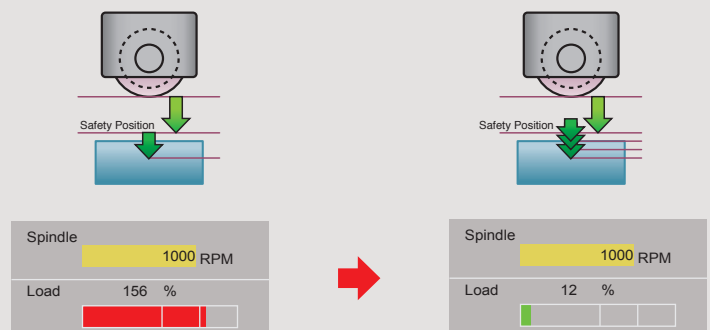 Safety Position
Spindle
1000 RPM
Load 156 %
Safety Position
Spindle
1000 RPM
Load 12 %